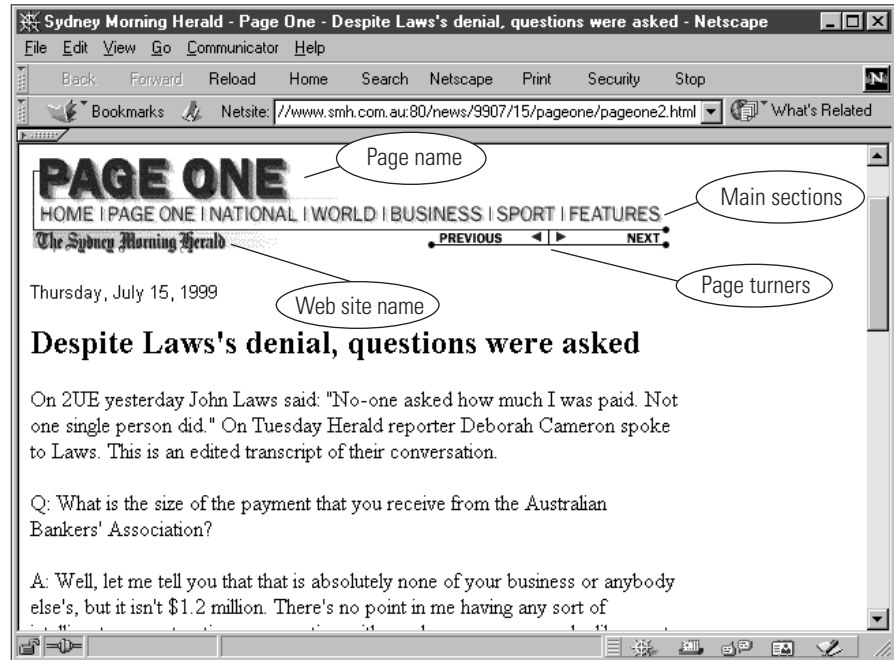 Sydney Morning Herald - Page One - Despite Laws's denial, questions were asked - Netscape
File Edit View Go Communicator Help
Back Forward Reload Home Search Netscape Print Security Stop
N
Bookmarks Netsite: //www.smh.com.au:80/news/9907/15/pageone/pageone2.html What's Related
PAGE ONE
Page name
Main sections
HOME | PAGE ONE | NATIONAL | WORLD | BUSINESS | SPORT | FEATURES
The Sydney Morning Herald
PREVIOUS NEXT
Page turners
Web site name
Thursday, July 15, 1999
Despite Laws's denial, questions were asked
On 2UE yesterday John Laws said: "No-one asked how much I was paid. Not
one single person did." On Tuesday Herald reporter Deborah Cameron spoke
to Laws. This is an edited transcript of their conversation.
Q: What is the size of the payment that you receive from the Australian
Bankers' Association?
A: Well, let me tell you that that is absolutely none of your business or anybody
else's, but it isn't $1.2 million. There's no point in me having any sort of